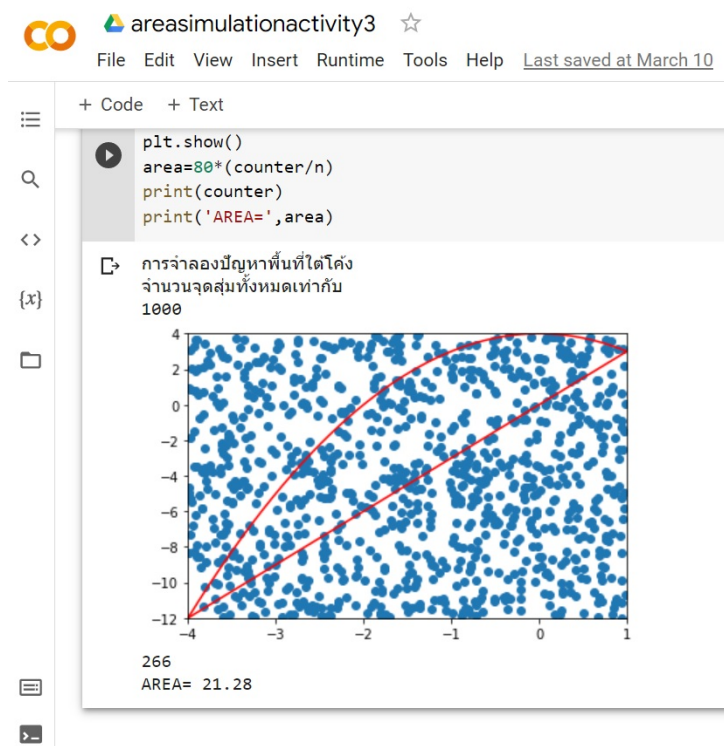 areasimulationactivity3
File Edit View Insert Runtime Tools Help Last saved at March 10
+ Code + Text
plt.show()
area=80*(counter/n)
print(counter)
print('AREA=',area)
การจำลองปัญหาพื้นที่ใต้โค้ง
จำนวนจุดสุ่มทั้งหมดเท่ากับ
1000
4
2
0
−2
−4
−6
−8
−10
−12
−4 −3 −2 −1 0 1
266
AREA= 21.28